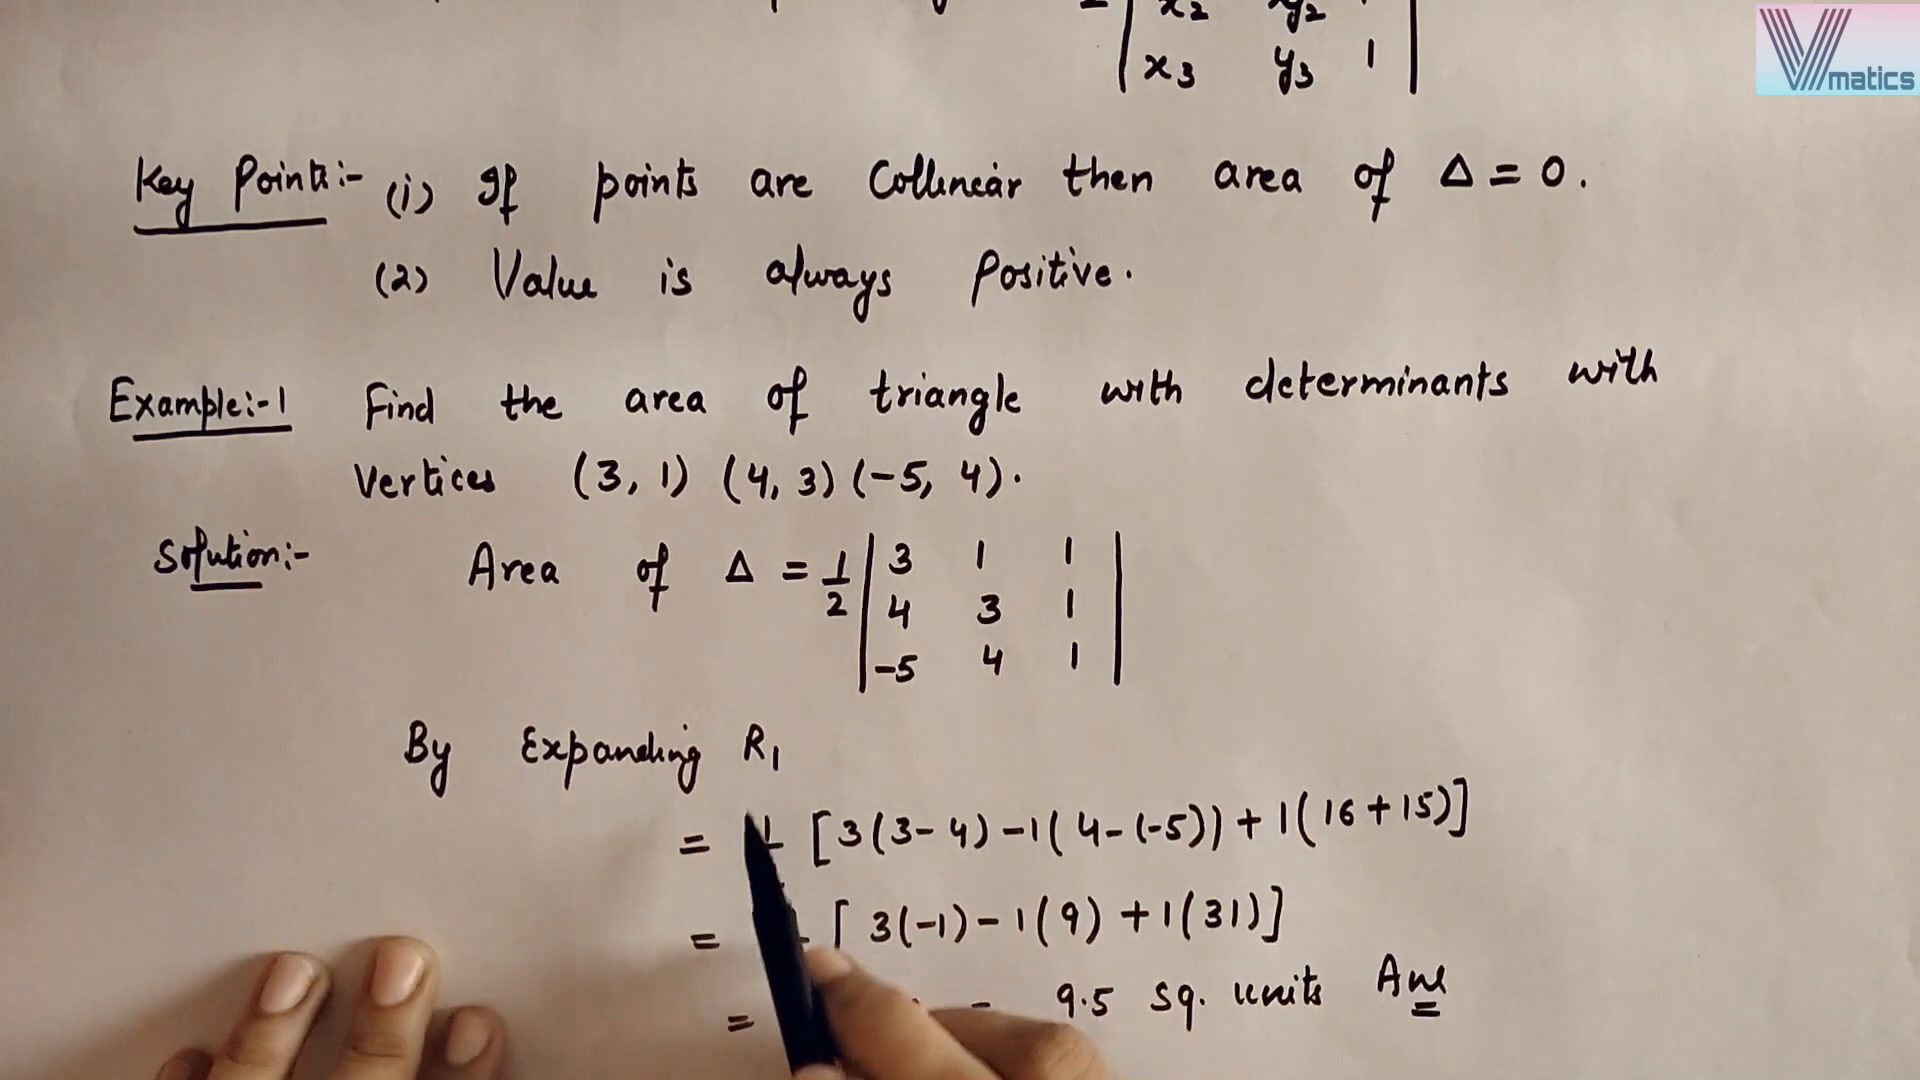 x2 y2
x3 y3 1
Vmatics
Key Points:- (i) If points are Collinear then area of Δ = 0.
(2) Value is always Positive.
Example:-1 Find the area of triangle with determinants with
Vertices (3, 1) (4, 3) (-5, 4).
Solution:- Area of Δ = 1/2 | 3 1 1 |
4 3 1
-5 4 1
By Expanding R1
= [3(3-4) -1(4-(-5)) + 1(16+15)]
= [3(-1) - 1(9) + 1(31)]
= 9.5 sq. units Ans